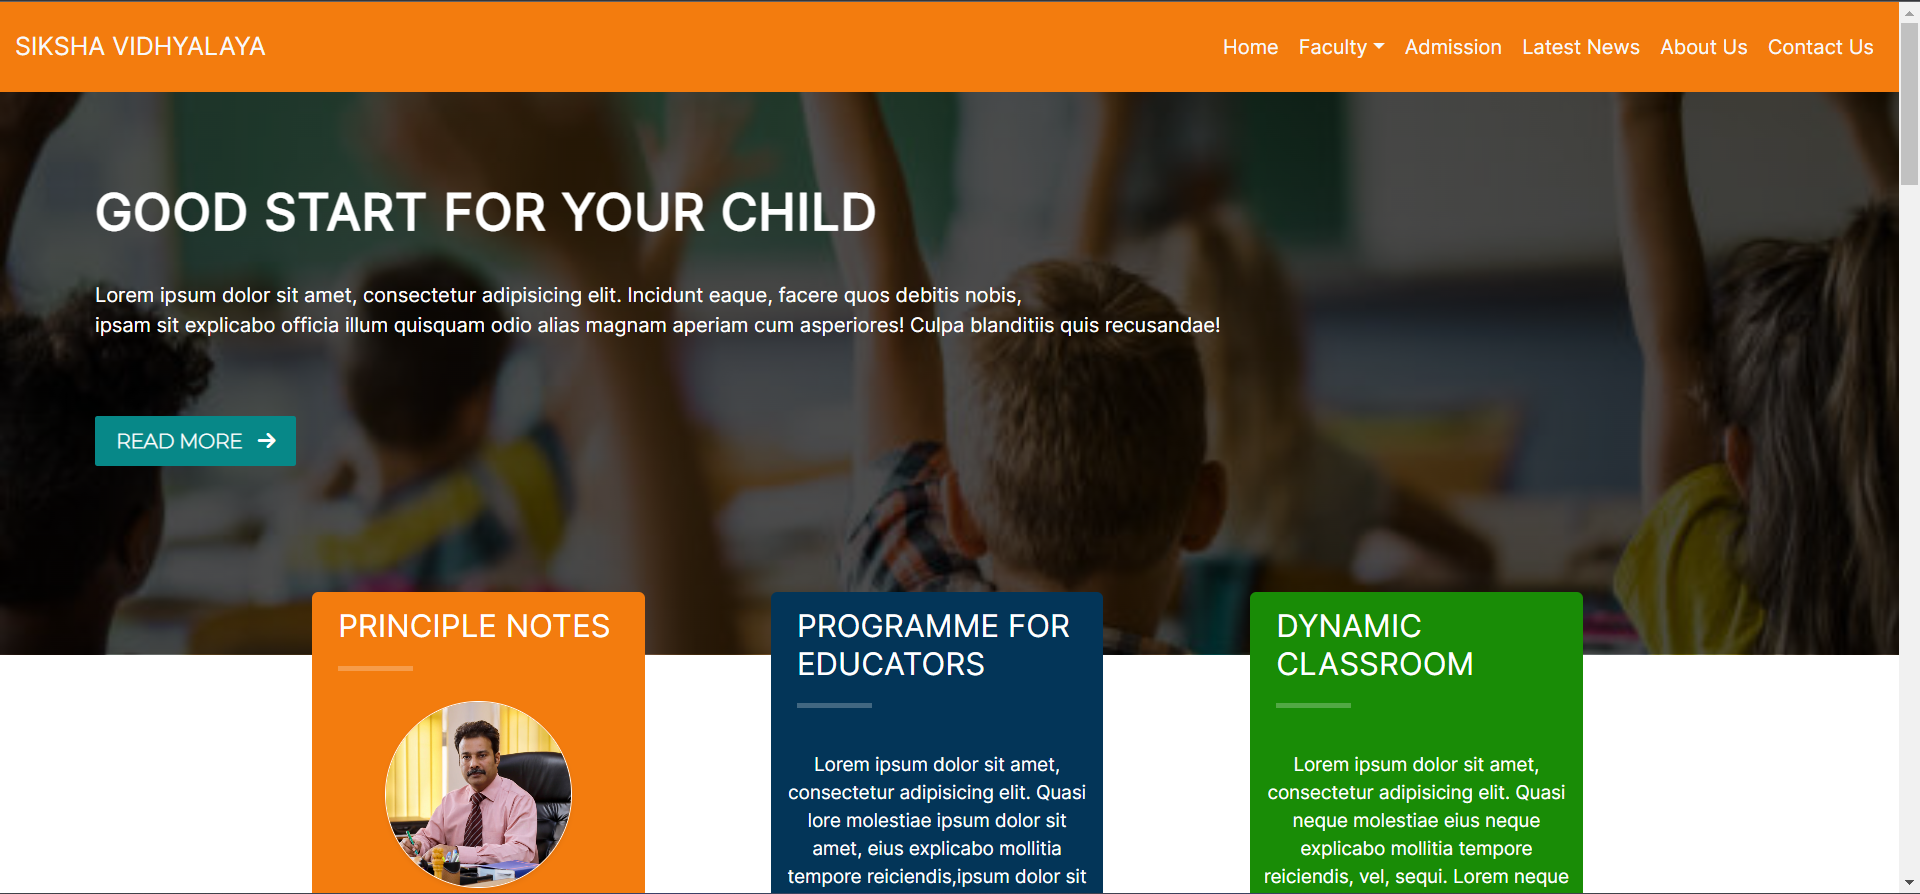 SIKSHA VIDHYALAYA
Home Faculty Admission Latest News About Us Contact Us
GOOD START FOR YOUR CHILD
Lorem ipsum dolor sit amet, consectetur adipisicing elit. Incidunt eaque, facere quos debitis nobis,
ipsam sit explicabo officia illum quisquam odio alias magnam aperiam cum asperiores! Culpa blanditiis quis recusandae!
READ MORE →
PRINCIPLE NOTES
PROGRAMME FOR
EDUCATORS
Lorem ipsum dolor sit amet,
consectetur adipisicing elit. Quasi
lore molestiae ipsum dolor sit
amet, eius explicabo mollitia
tempore reiciendis,ipsum dolor sit
DYNAMIC
CLASSROOM
Lorem ipsum dolor sit amet,
consectetur adipisicing elit. Quasi
neque molestiae eius neque
explicabo mollitia tempore
reiciendis, vel, sequi. Lorem neque